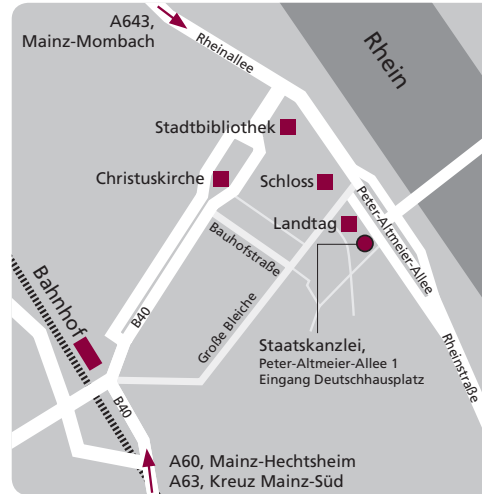 A643,
Mainz-Mombach
Rheinallee
Rhein
Stadtbibliothek
Christuskirche
Schloss
Peter-Altmeier-Allee
Landtag
Bauhofstraße
Bahnhof
B40
Große Bleiche
Staatskanzlei,
Peter-Altmeier-Allee 1
Eingang Deutschhausplatz
Rheinstraße
B40
A60, Mainz-Hechtsheim
A63, Kreuz Mainz-Süd